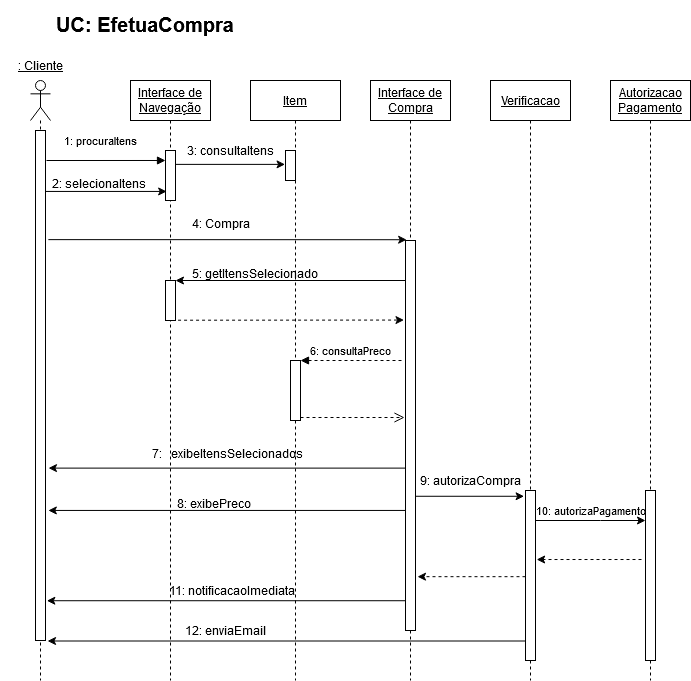 UC: EfetuaCompra
: Cliente
Interface de
Navegação
Item
Interface de
Compra
Verificacao
Autorizacao
Pagamento
1: procuraItens
3: consultaItens
2: selecionaItens
4: Compra
5: getItensSelecionado
6: consultaPreco
7: exibeItensSelecionados
9: autorizaCompra
8: exibePreco
10: autorizaPagamento
11: notificacaoImediata
12: enviaEmail